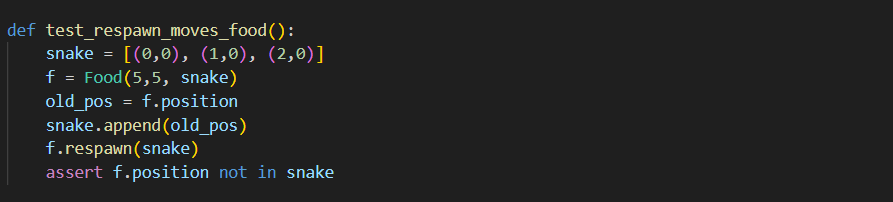 def test_respawn_moves_food():
    snake = [(0,0), (1,0), (2,0)]
    f = Food(5,5, snake)
    old_pos = f.position
    snake.append(old_pos)
    f.respawn(snake)
    assert f.position not in snake